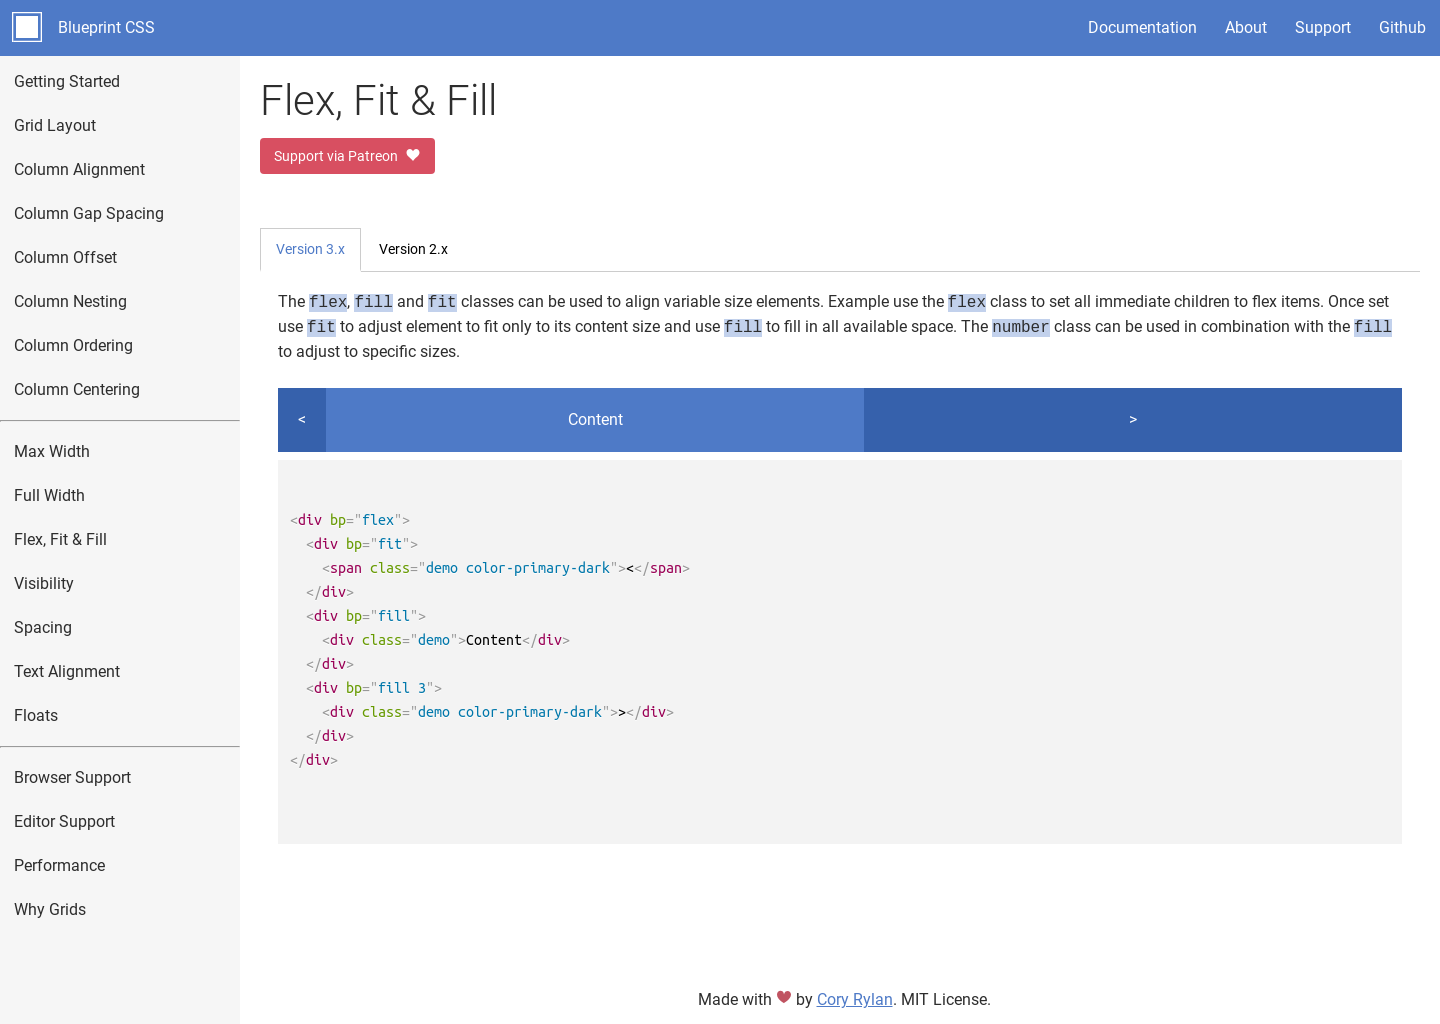 Blueprint CSS
Documentation
About
Support
Github
Getting Started
Grid Layout
Column Alignment
Column Gap Spacing
Column Offset
Column Nesting
Column Ordering
Column Centering
Max Width
Full Width
Flex, Fit & Fill
Visibility
Spacing
Text Alignment
Floats
Browser Support
Editor Support
Performance
Why Grids
Flex, Fit & Fill
Support via Patreon
Version 3.x
Version 2.x
The flex, fill and fit classes can be used to align variable size elements. Example use the flex class to set all immediate children to flex items. Once set
use fit to adjust element to fit only to its content size and use fill to fill in all available space. The number class can be used in combination with the fill
to adjust to specific sizes.
<
Content
>
<div bp="flex">
  <div bp="fit">
    <span class="demo color-primary-dark"><</span>
  </div>
  <div bp="fill">
    <div class="demo">Content</div>
  </div>
  <div bp="fill 3">
    <div class="demo color-primary-dark">></div>
  </div>
</div>
Made with ♥ by Cory Rylan. MIT License.